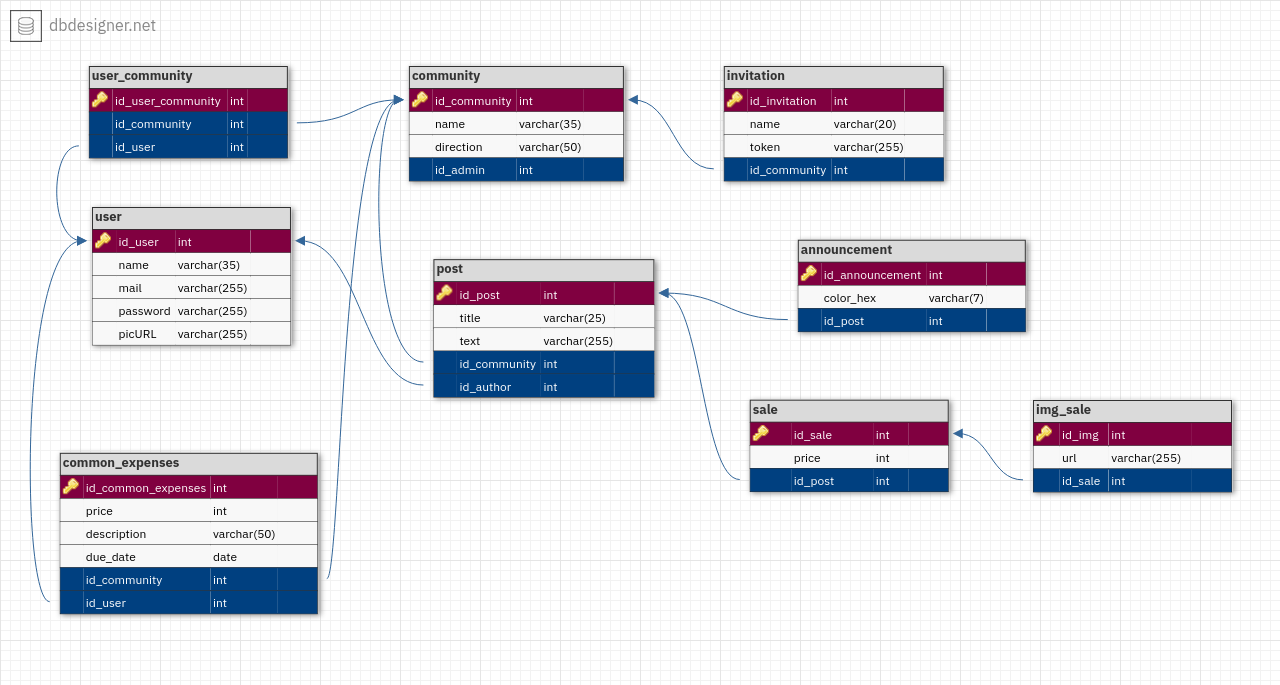 dbdesigner.net
user_community
id_user_community int
id_community int
id_user int
community
id_community int
name varchar(35)
direction varchar(50)
id_admin int
invitation
id_invitation int
name varchar(20)
token varchar(255)
id_community int
user
id_user int
name varchar(35)
mail varchar(255)
password varchar(255)
picURL varchar(255)
post
id_post int
title varchar(25)
text varchar(255)
id_community int
id_author int
announcement
id_announcement int
color_hex varchar(7)
id_post int
sale
id_sale int
price int
id_post int
img_sale
id_img int
url varchar(255)
id_sale int
common_expenses
id_common_expenses int
price int
description varchar(50)
due_date date
id_community int
id_user int